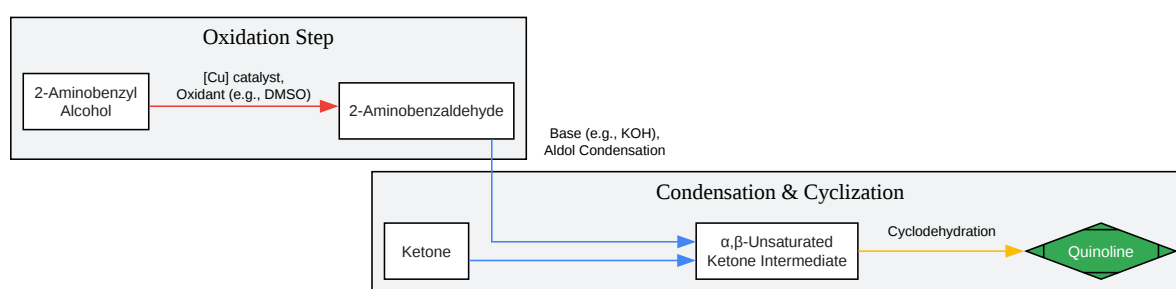 Oxidation Step
[Cu] catalyst,
Oxidant (e.g., DMSO)
2-Aminobenzyl
Alcohol
2-Aminobenzaldehyde
Base (e.g., KOH),
Aldol Condensation
Condensation & Cyclization
Ketone
α,β-Unsaturated
Ketone Intermediate
Cyclodehydration
Quinoline